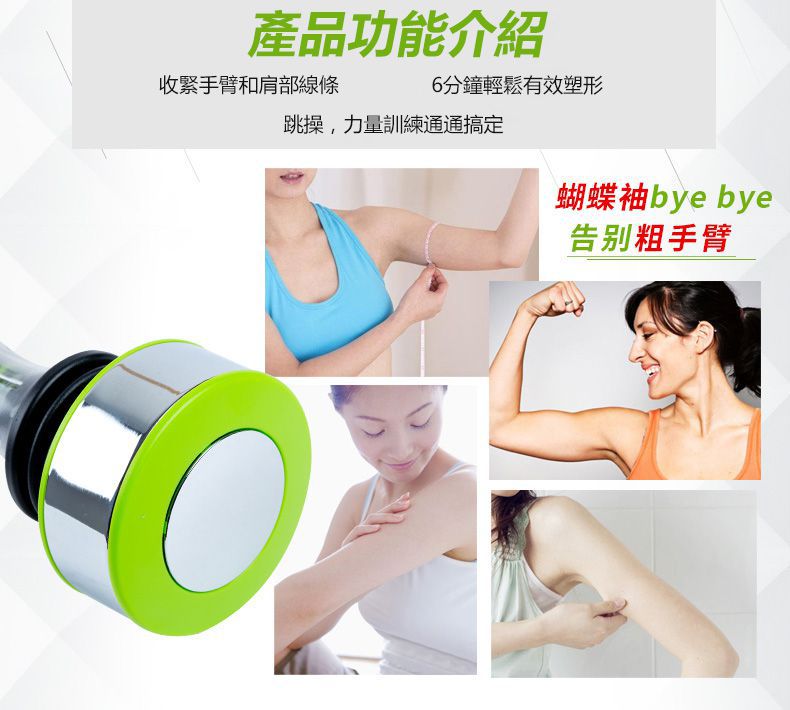 產品功能介紹
收緊手臂和肩部線條 6分鐘輕鬆有效塑形
跳操，力量訓練通通搞定
蝴蝶袖bye bye
告别粗手臂